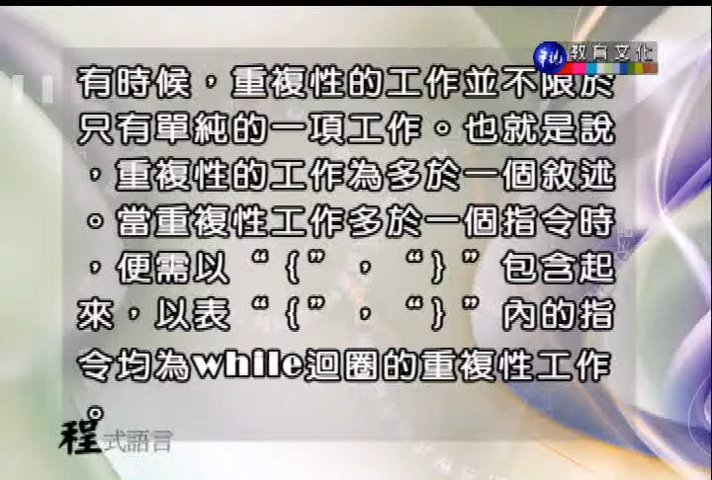 華視 教育文化
有時候，重複性的工作並不限於
只有單純的一項工作。也就是說
，重複性的工作為多於一個敘述
。當重複性工作多於一個指令時
，便需以“{”，“}”包含起
來，以表“{”，“}”內的指
令均為while迴圈的重複性工作
。
程式語言